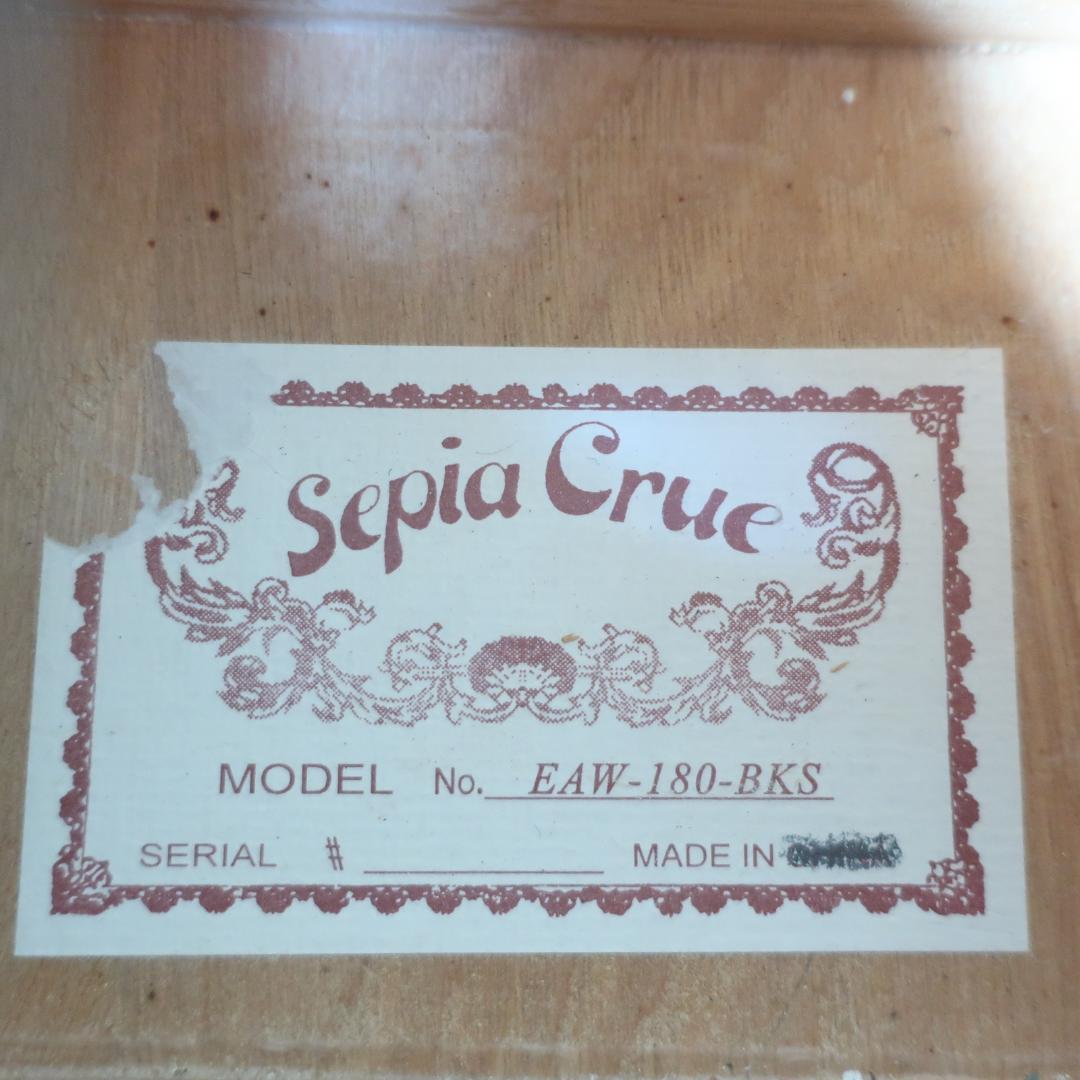 Sepia Crue
MODEL No. EAW-180-BKS
SERIAL #
MADE IN